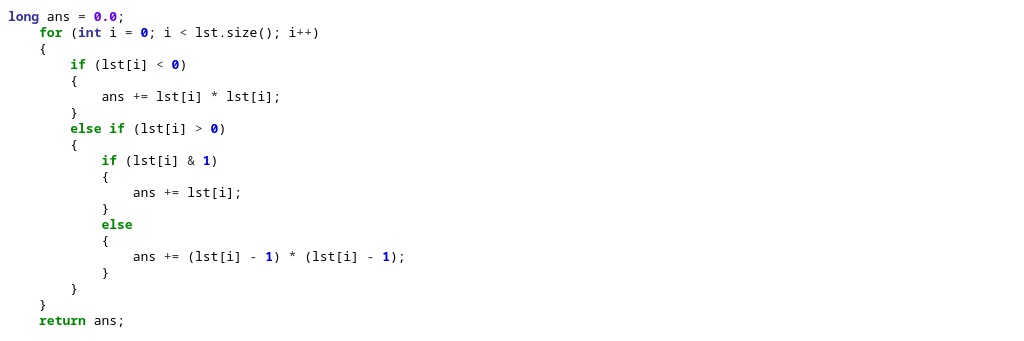 long ans = 0.0;
    for (int i = 0; i < lst.size(); i++)
    {
        if (lst[i] < 0)
        {
            ans += lst[i] * lst[i];
        }
        else if (lst[i] > 0)
        {
            if (lst[i] & 1)
            {
                ans += lst[i];
            }
            else
            {
                ans += (lst[i] - 1) * (lst[i] - 1);
            }
        }
    }
    return ans;